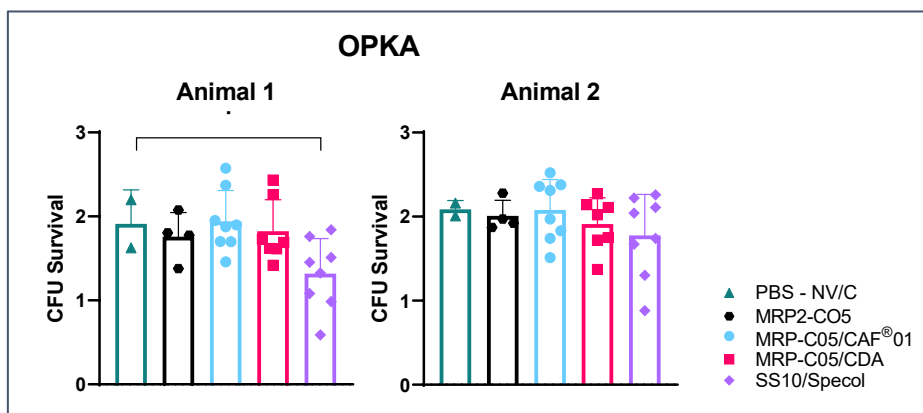 OPKA
Animal 1
Animal 2
CFU Survival
3
2
1
0
CFU Survival
3
2
1
0
PBS - NV/C
MRP2-CO5
MRP-C05/CAF®01
MRP-C05/CDA
SS10/Specol